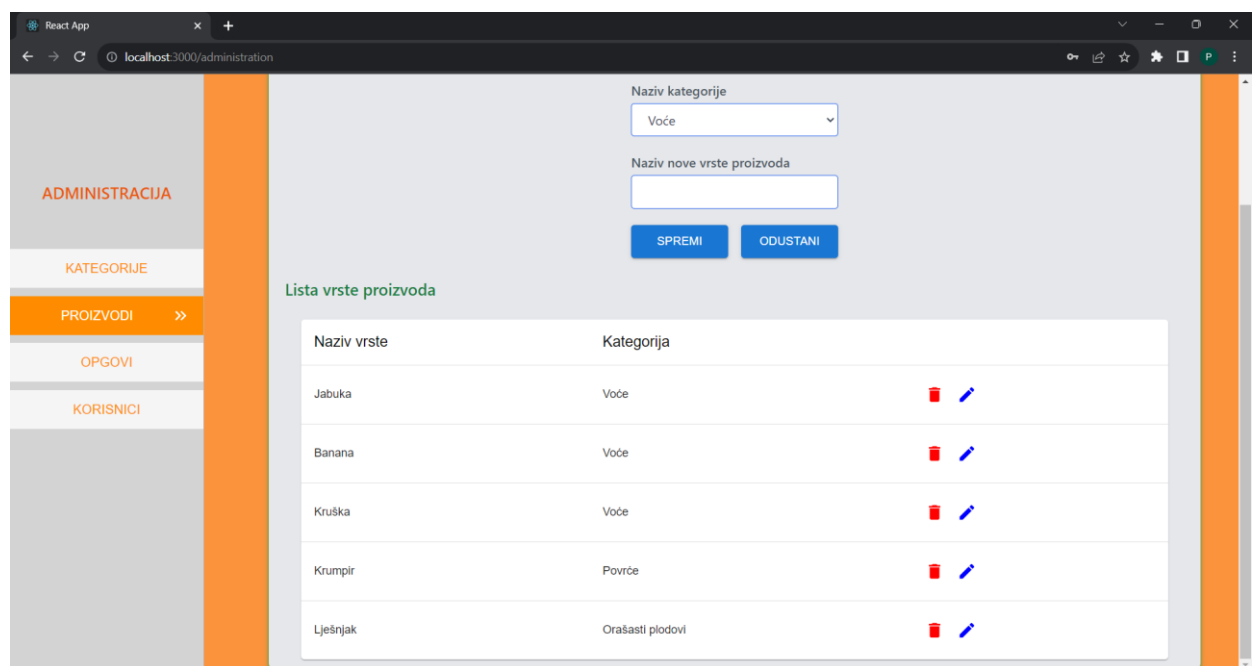 React App
localhost:3000/administration
P
ADMINISTRACIJA
KATEGORIJE
PROIZVODI
OPGOVI
KORISNICI
Naziv kategorije
Voće
Naziv nove vrste proizvoda
SPREMI ODUSTANI
Lista vrste proizvoda
Naziv vrste Kategorija
Jabuka Voće
Banana Voće
Kruška Voće
Krumpir Povrće
Lješnjak Orašasti plodovi